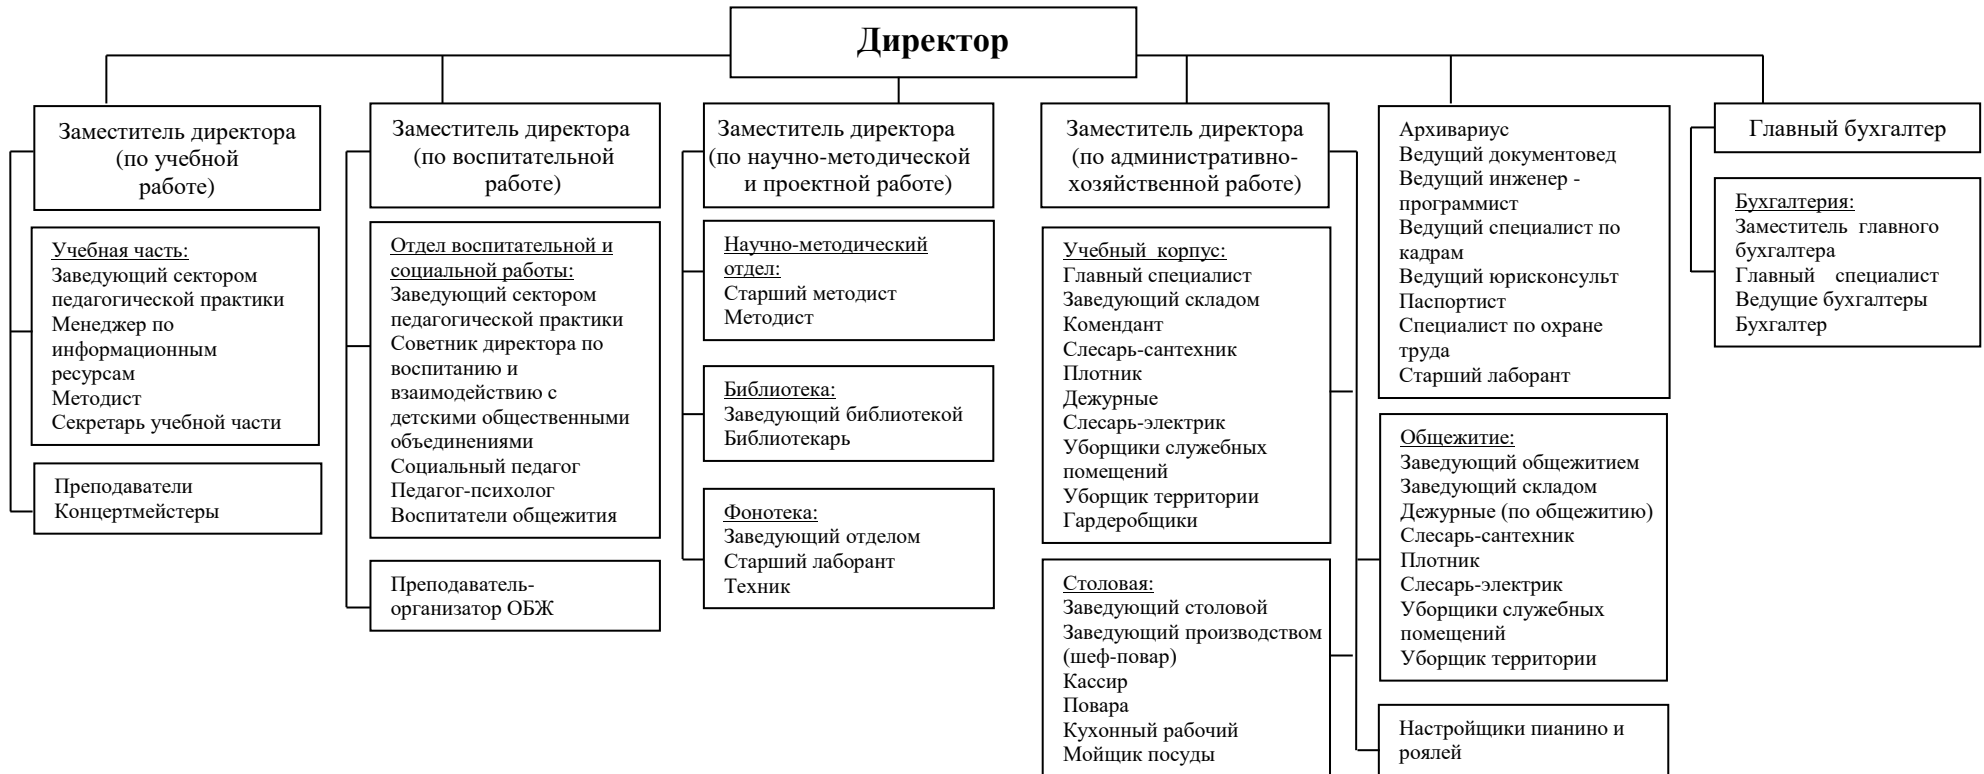 Директор
Заместитель директора
(по учебной
работе)
Учебная часть:
Заведующий сектором
педагогической практики
Менеджер по
информационным
ресурсам
Методист
Секретарь учебной части
Преподаватели
Концертмейстеры
Заместитель директора
(по воспитательной
работе)
Отдел воспитательной и
социальной работы:
Заведующий сектором
педагогической практики
Советник директора по
воспитанию и
взаимодействию с
детскими общественными
объединениями
Социальный педагог
Педагог-психолог
Воспитатели общежития
Преподаватель-
организатор ОБЖ
Заместитель директора
(по научно-методической
и проектной работе)
Научно-методический
отдел:
Старший методист
Методист
Библиотека:
Заведующий библиотекой
Библиотекарь
Фонотека:
Заведующий отделом
Старший лаборант
Техник
Заместитель директора
(по административно-
хозяйственной работе)
Учебный корпус:
Главный специалист
Заведующий складом
Комендант
Слесарь-сантехник
Плотник
Дежурные
Слесарь-электрик
Уборщики служебных
помещений
Уборщик территории
Гардеробщики
Столовая:
Заведующий столовой
Заведующий производством
(шеф-повар)
Кассир
Повара
Кухонный рабочий
Мойщик посуды
Архивариус
Ведущий документовед
Ведущий инженер -
программист
Ведущий специалист по
кадрам
Ведущий юрисконсульт
Паспортист
Специалист по охране
труда
Старший лаборант
Общежитие:
Заведующий общежитием
Заведующий складом
Дежурные (по общежитию)
Слесарь-сантехник
Плотник
Слесарь-электрик
Уборщики служебных
помещений
Уборщик территории
Настройщики пианино и
роялей
Главный бухгалтер
Бухгалтерия:
Заместитель главного
бухгалтера
Главный специалист
Ведущие бухгалтеры
Бухгалтер